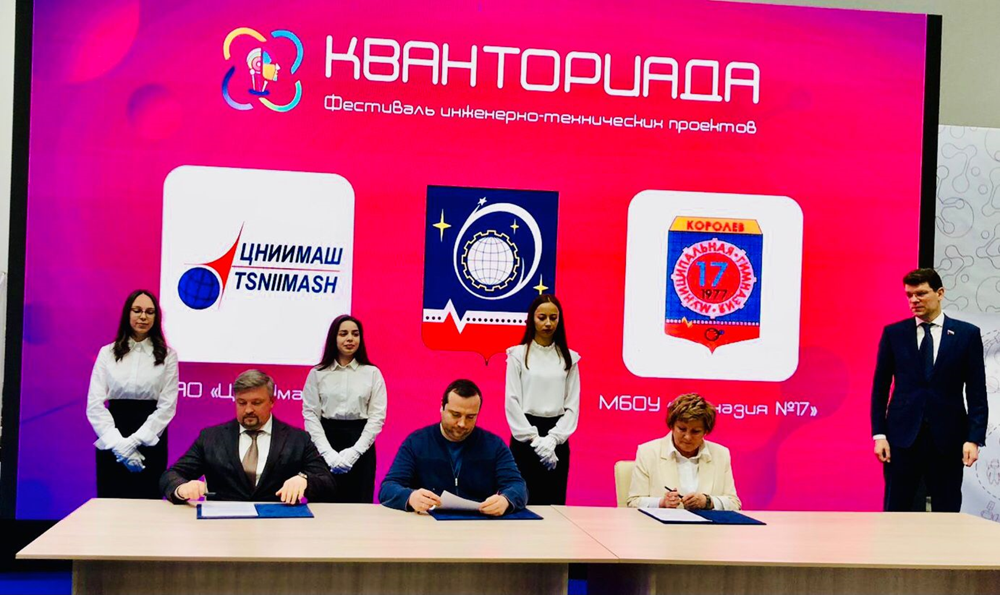 КВАНТОРИАДА
Фестиваль инженерно-технических проектов
ЦНИИМАШ
TSNIIMASH
КОРОЛЕВ
МУНИЦИПАЛЬНАЯ · ГИМНАЗИЯ ·
17
1977
МБОУ №17»